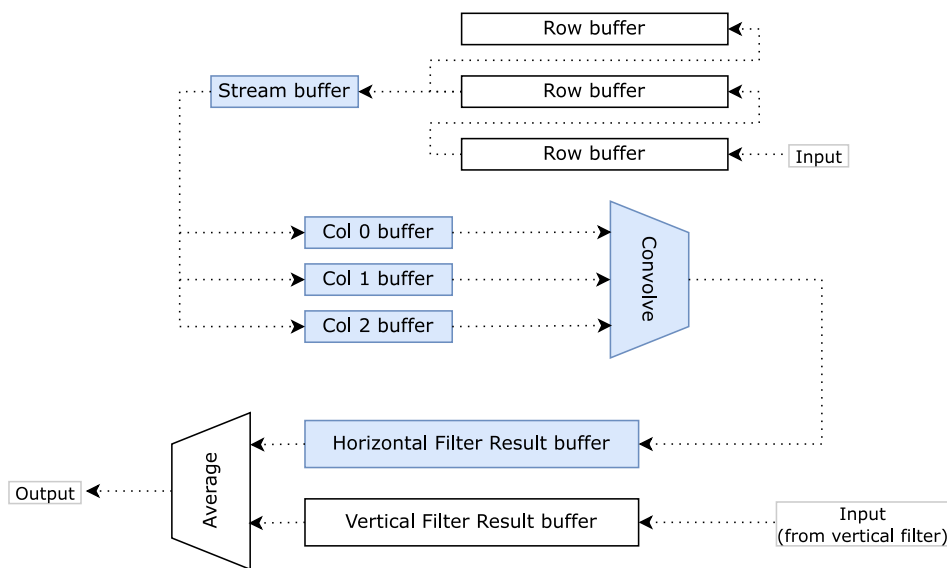 Row buffer
Stream buffer
Row buffer
Row buffer
Input
Col 0 buffer
Col 1 buffer
Col 2 buffer
Convolve
Horizontal Filter Result buffer
Average
Output
Vertical Filter Result buffer
Input
(from vertical filter)